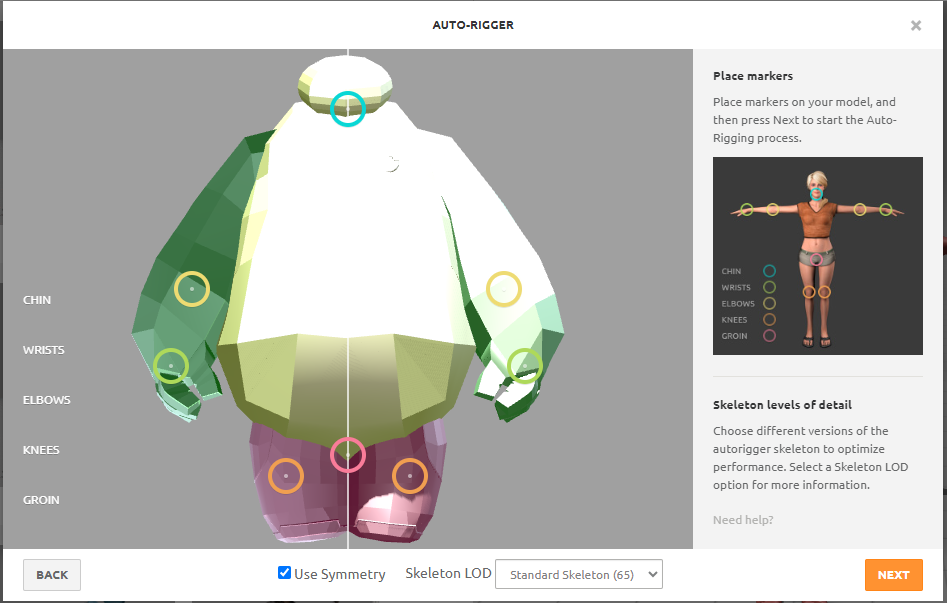 AUTO-RIGGER
CHIN
WRISTS
ELBOWS
KNEES
GROIN
Place markers
Place markers on your model, and
then press Next to start the Auto-
Rigging process.
CHIN
WRISTS
ELBOWS
KNEES
GROIN
Skeleton levels of detail
Choose different versions of the
autorigger skeleton to optimize
performance. Select a Skeleton LOD
option for more information.
Need help?
BACK
Use Symmetry
Skeleton LOD
Standard Skeleton (65)
NEXT